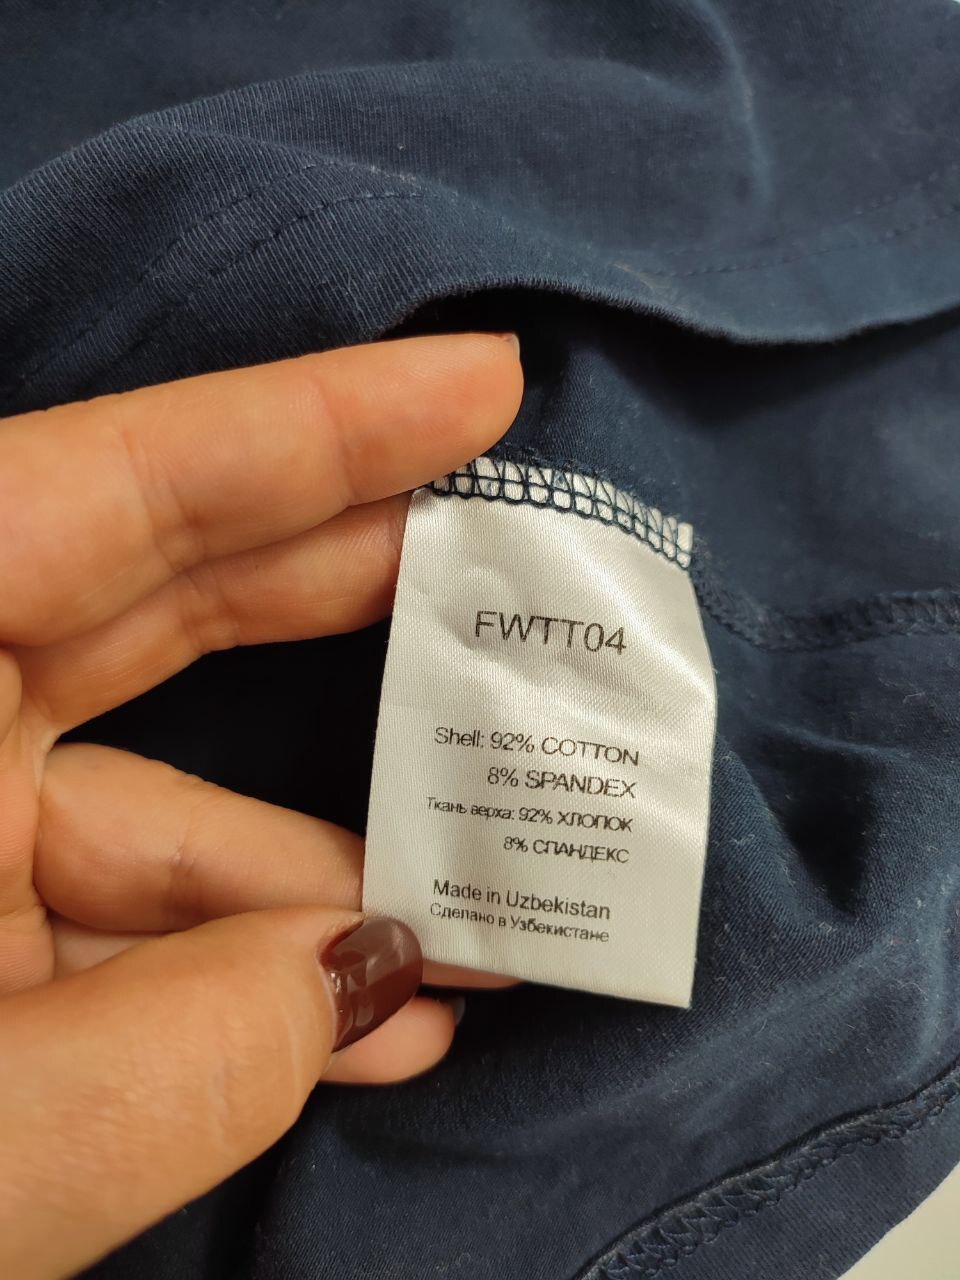 FWTT04
Shell: 92% COTTON
8% SPANDEX
Ткань верха: 92% ХЛОПОК
8% СПАНДЕКС
Made in Uzbekistan
Сделано в Узбекистане